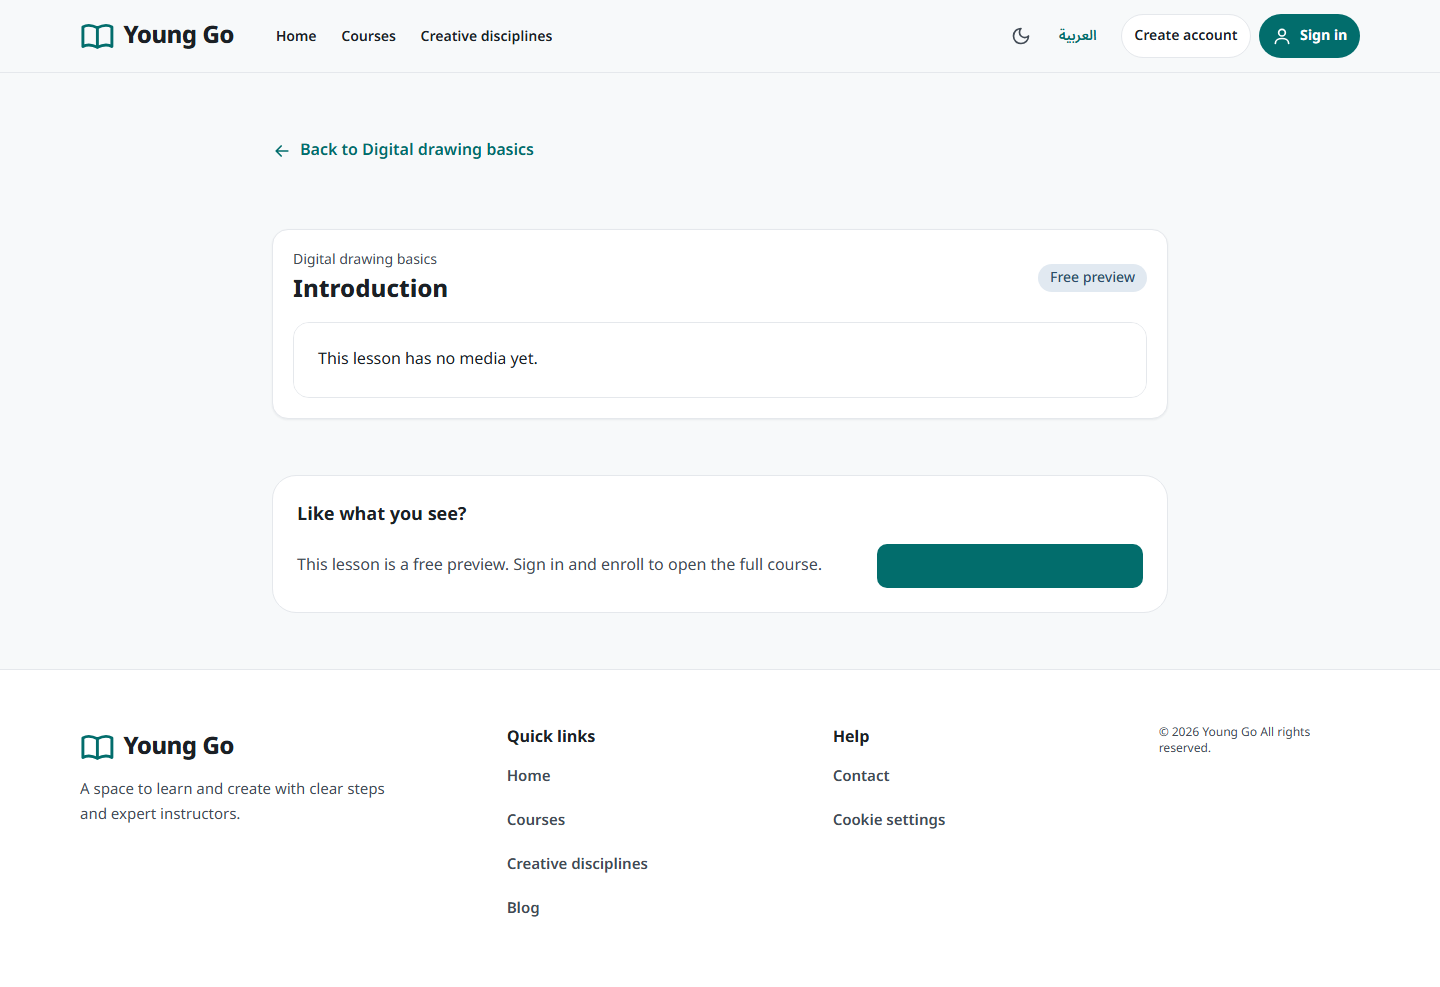 Young Go
Home
Courses
Creative disciplines
العربية
Create account
Sign in
Back to Digital drawing basics
Digital drawing basics
Introduction
Free preview
This lesson has no media yet.
Like what you see?
This lesson is a free preview. Sign in and enroll to open the full course.
Young Go
A space to learn and create with clear steps
and expert instructors.
Quick links
Home
Courses
Creative disciplines
Blog
Help
Contact
Cookie settings
© 2026 Young Go All rights
reserved.